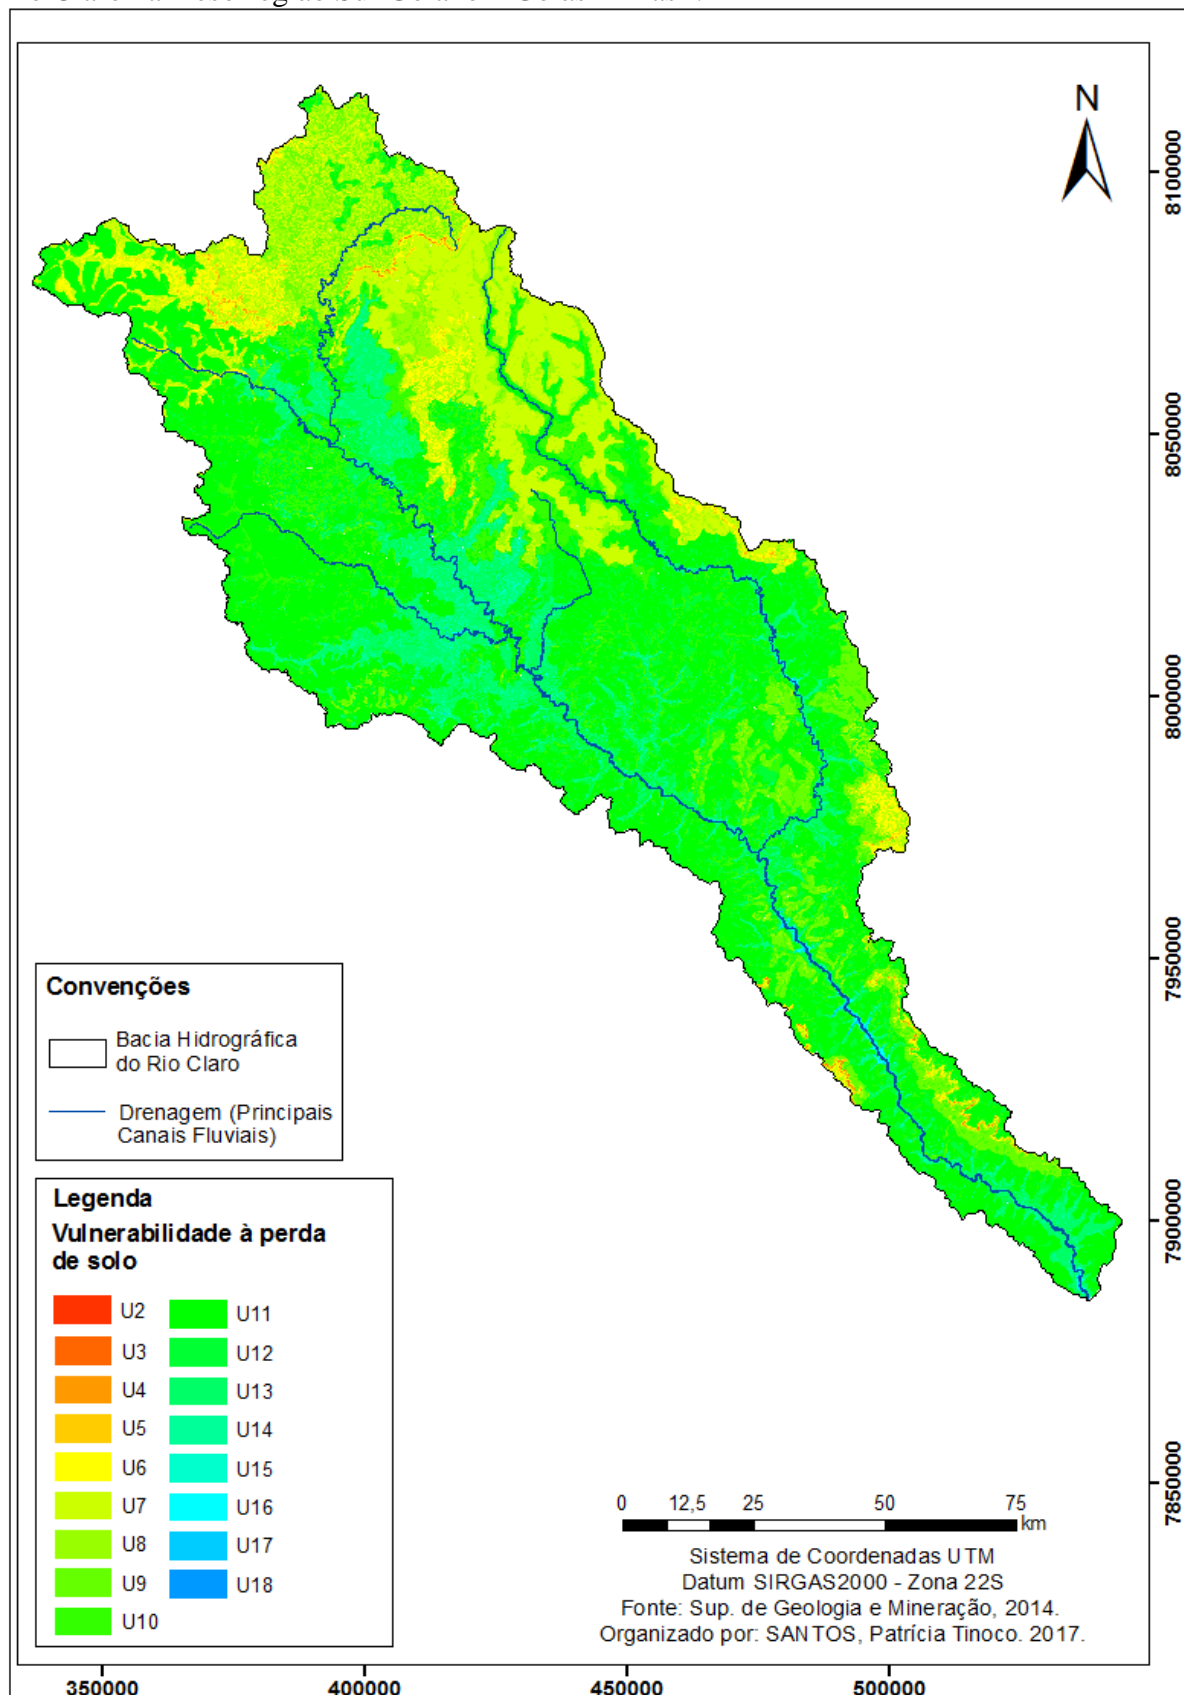 N
8100000
8050000
8000000
7950000
7900000
7850000
Convenções
Bacia Hidrográfica
do Rio Claro
Drenagem (Principais
Canais Fluviais)
Legenda
Vulnerabilidade à perda
de solo
U2
U3
U4
U5
U6
U7
U8
U9
U10
U11
U12
U13
U14
U15
U16
U17
U18
0 12,5 25 50 75
km
Sistema de Coordenadas UTM
Datum SIRGAS2000 - Zona 22S
Fonte: Sup. de Geologia e Mineração, 2014.
Organizado por: SANTOS, Patrícia Tinoco. 2017.
350000 400000 450000 500000